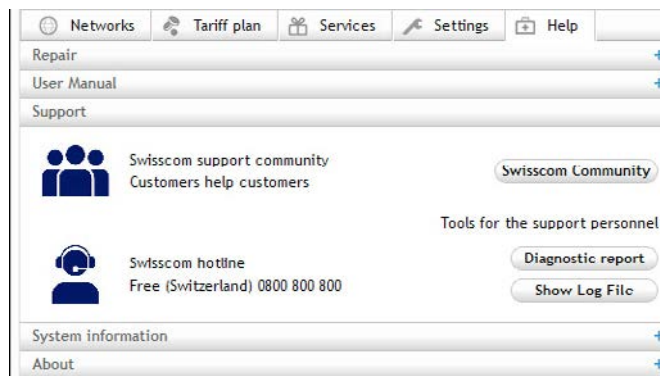 Networks Tariff plan Services Settings Help
Repair
User Manual
Support
Swisscom support community
Customers help customers
Swisscom Community
Tools for the support personnel
Swisscom hotline
Free (Switzerland) 0800 800 800
Diagnostic report
Show Log File
System information
About